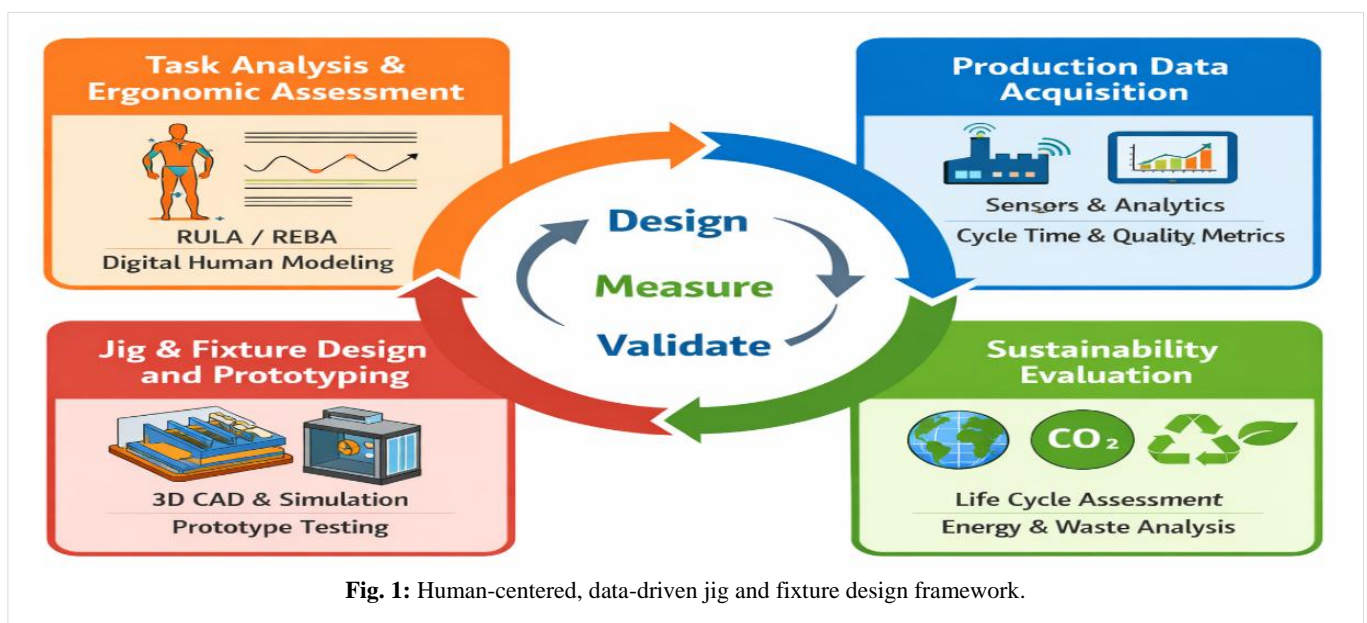 Task Analysis &
Ergonomic Assessment
RULA / REBA
Digital Human Modeling
Production Data
Acquisition
Sensors & Analytics
Cycle Time & Quality Metrics
Design
Measure
Validate
Jig & Fixture Design
and Prototyping
3D CAD & Simulation
Prototype Testing
Sustainability
Evaluation
CO₂
Life Cycle Assessment
Energy & Waste Analysis
Fig. 1: Human-centered, data-driven jig and fixture design framework.